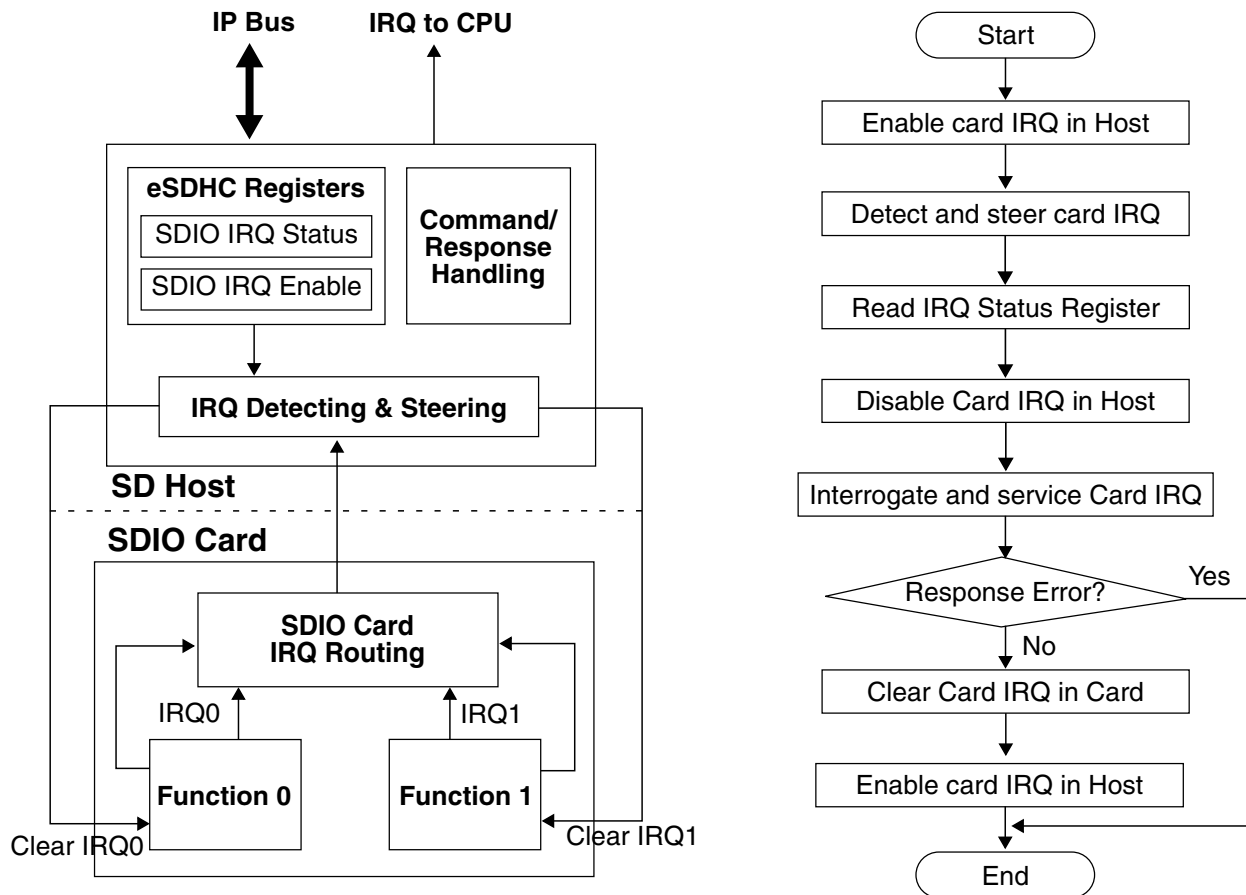 IP Bus
IRQ to CPU
eSDHC Registers
SDIO IRQ Status
SDIO IRQ Enable
Command/
Response
Handling
IRQ Detecting & Steering
SD Host
SDIO Card
SDIO Card
IRQ Routing
IRQ0
IRQ1
Function 0
Function 1
Clear IRQ0
Clear IRQ1
Start
Enable card IRQ in Host
Detect and steer card IRQ
Read IRQ Status Register
Disable Card IRQ in Host
Interrogate and service Card IRQ
Response Error?
Yes
No
Clear Card IRQ in Card
Enable card IRQ in Host
End